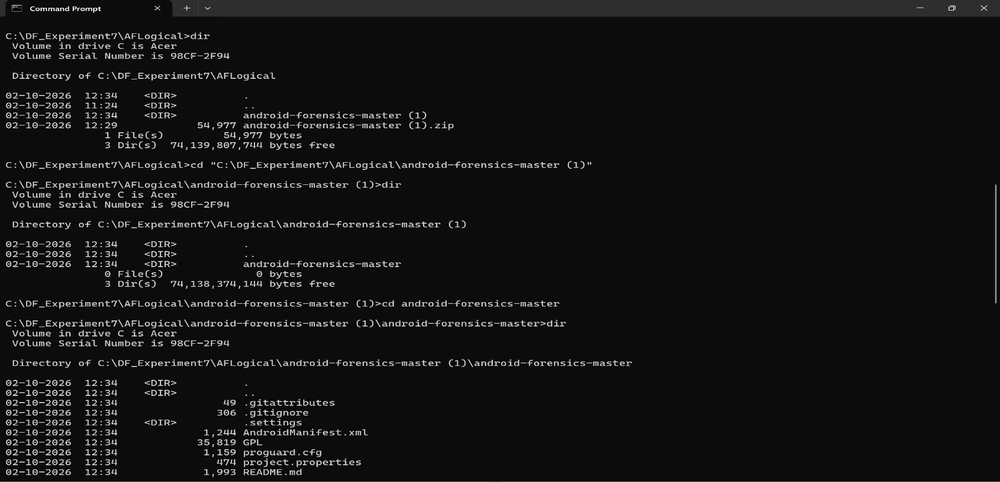 Command Prompt
C:\DF_Experiment7\AFLogical>dir
 Volume in drive C is Acer
 Volume Serial Number is 98CF-2F94
 Directory of C:\DF_Experiment7\AFLogical
02-10-2026  12:34    <DIR>          .
02-10-2026  11:24    <DIR>          ..
02-10-2026  12:34    <DIR>          android-forensics-master (1)
02-10-2026  12:29            54,977 android-forensics-master (1).zip
               1 File(s)         54,977 bytes
               3 Dir(s)  74,139,807,744 bytes free
C:\DF_Experiment7\AFLogical>cd "C:\DF_Experiment7\AFLogical\android-forensics-master (1)"
C:\DF_Experiment7\AFLogical\android-forensics-master (1)>dir
 Volume in drive C is Acer
 Volume Serial Number is 98CF-2F94
 Directory of C:\DF_Experiment7\AFLogical\android-forensics-master (1)
02-10-2026  12:34    <DIR>          .
02-10-2026  12:34    <DIR>          ..
02-10-2026  12:34    <DIR>          android-forensics-master
               0 File(s)              0 bytes
               3 Dir(s)  74,138,374,144 bytes free
C:\DF_Experiment7\AFLogical\android-forensics-master (1)>cd android-forensics-master
C:\DF_Experiment7\AFLogical\android-forensics-master (1)\android-forensics-master>dir
 Volume in drive C is Acer
 Volume Serial Number is 98CF-2F94
 Directory of C:\DF_Experiment7\AFLogical\android-forensics-master (1)\android-forensics-master
02-10-2026  12:34    <DIR>          .
02-10-2026  12:34    <DIR>          ..
02-10-2026  12:34                49 .gitattributes
02-10-2026  12:34               306 .gitignore
02-10-2026  12:34    <DIR>          .settings
02-10-2026  12:34             1,244 AndroidManifest.xml
02-10-2026  12:34            35,819 GPL
02-10-2026  12:34             1,159 proguard.cfg
02-10-2026  12:34               474 project.properties
02-10-2026  12:34             1,993 README.md